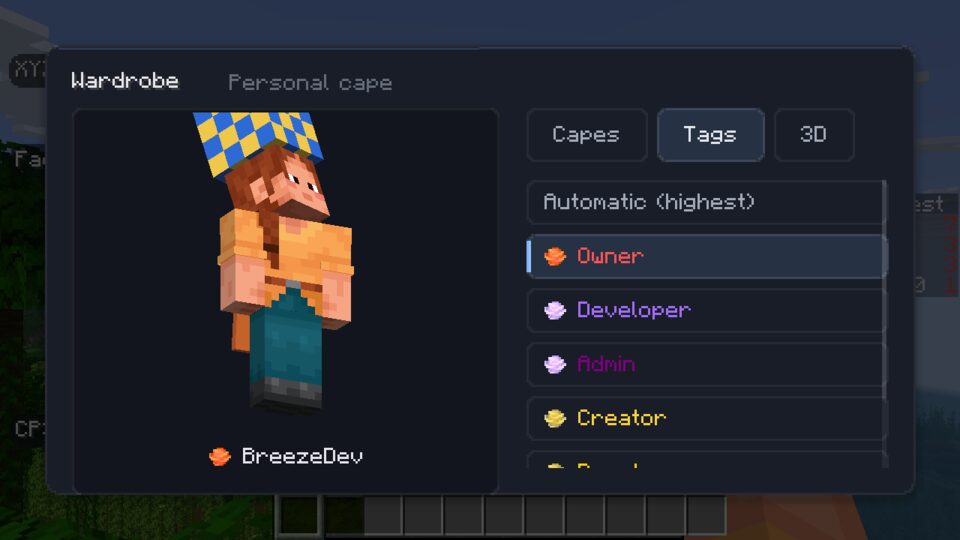 Wardrobe Personal cape
Capes Tags 3D
Automatic (highest)
Owner
Developer
Admin
Creator
BreezeDev